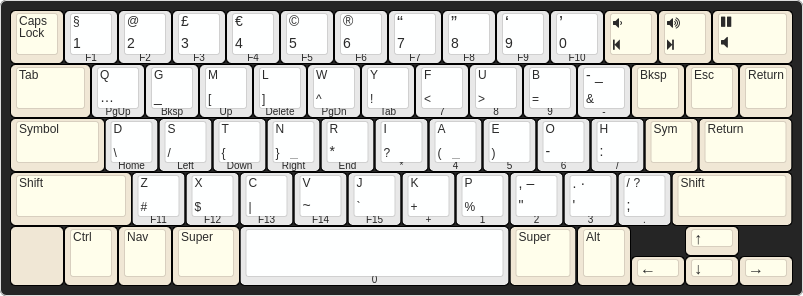 Caps § @ £ € © ® “ ” ‘ ’
Lock
1 2 3 4 5 6 7 8 9 0
F1 F2 F3 F4 F5 F6 F7 F8 F9 F10
Tab Q G M L W Y F U B - _ Bksp Esc Return
… _ [ ] ^ ! < > = &
PgUp Bksp Up Delete PgDn Tab 7 8 9 -
Symbol D S T N R I A E O H Sym Return
\ / { } _ * ? ( _ ) - :
Home Left Down Right End * 4 5 6 /
Shift Z X C V J K P , – . · / ? Shift
# $ | ~ ` + % " ' ;
F11 F12 F13 F14 F15 + 1 2 3 .
Ctrl Nav Super Super Alt ↑
← ↓ →
0